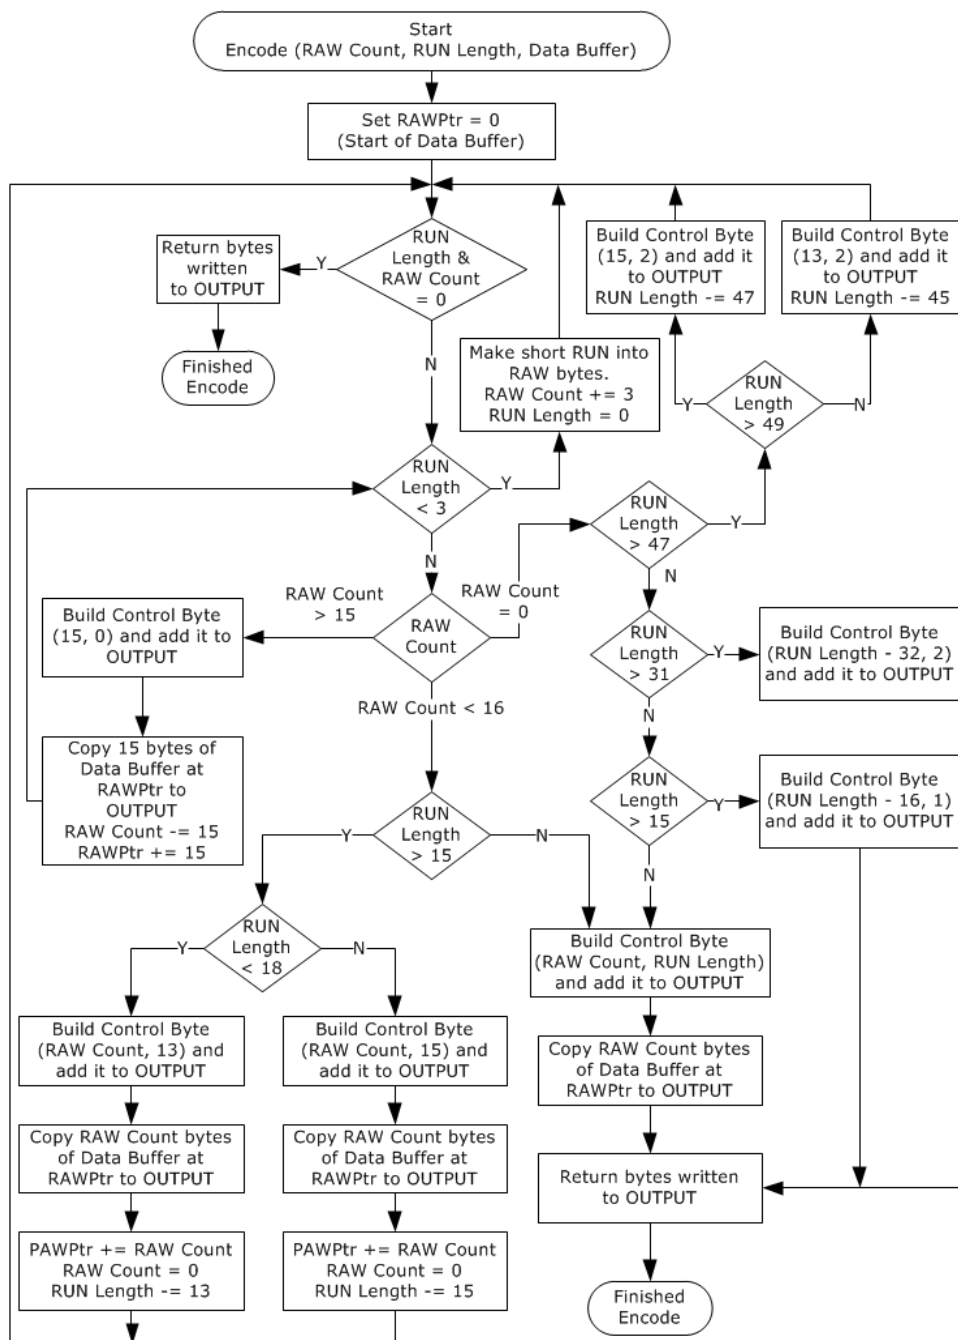 Start
Encode (RAW Count, RUN Length, Data Buffer)
Set RAWPtr = 0
(Start of Data Buffer)
RUN
Length &
RAW Count
= 0
Y
Return bytes
written
to OUTPUT
Finished
Encode
N
Build Control Byte
(15, 2) and add it
to OUTPUT
RUN Length -= 47
Build Control Byte
(13, 2) and add it
to OUTPUT
RUN Length -= 45
Make short RUN into
RAW bytes.
RAW Count += 3
RUN Length = 0
RUN
Length
> 49
Y
N
RUN
Length
< 3
Y
N
RUN
Length
> 47
Y
N
RAW Count
> 15
RAW Count
= 0
RAW
Count
RAW Count < 16
Build Control Byte
(15, 0) and add it to
OUTPUT
Copy 15 bytes of
Data Buffer at
RAWPtr to
OUTPUT
RAW Count -= 15
RAWPtr += 15
RUN
Length
> 31
Y
N
Build Control Byte
(RUN Length - 32, 2)
and add it to OUTPUT
RUN
Length
> 15
Y
N
Build Control Byte
(RUN Length - 16, 1)
and add it to OUTPUT
RUN
Length
> 15
Y
N
RUN
Length
< 18
Y
N
Build Control Byte
(RAW Count, RUN Length)
and add it to OUTPUT
Build Control Byte
(RAW Count, 13) and
add it to OUTPUT
Build Control Byte
(RAW Count, 15) and
add it to OUTPUT
Copy RAW Count bytes
of Data Buffer at
RAWPtr to OUTPUT
Copy RAW Count bytes
of Data Buffer at
RAWPtr to OUTPUT
Copy RAW Count bytes
of Data Buffer at
RAWPtr to OUTPUT
Return bytes written
to OUTPUT
PAWPtr += RAW Count
RAW Count = 0
RUN Length -= 13
PAWPtr += RAW Count
RAW Count = 0
RUN Length -= 15
Finished
Encode